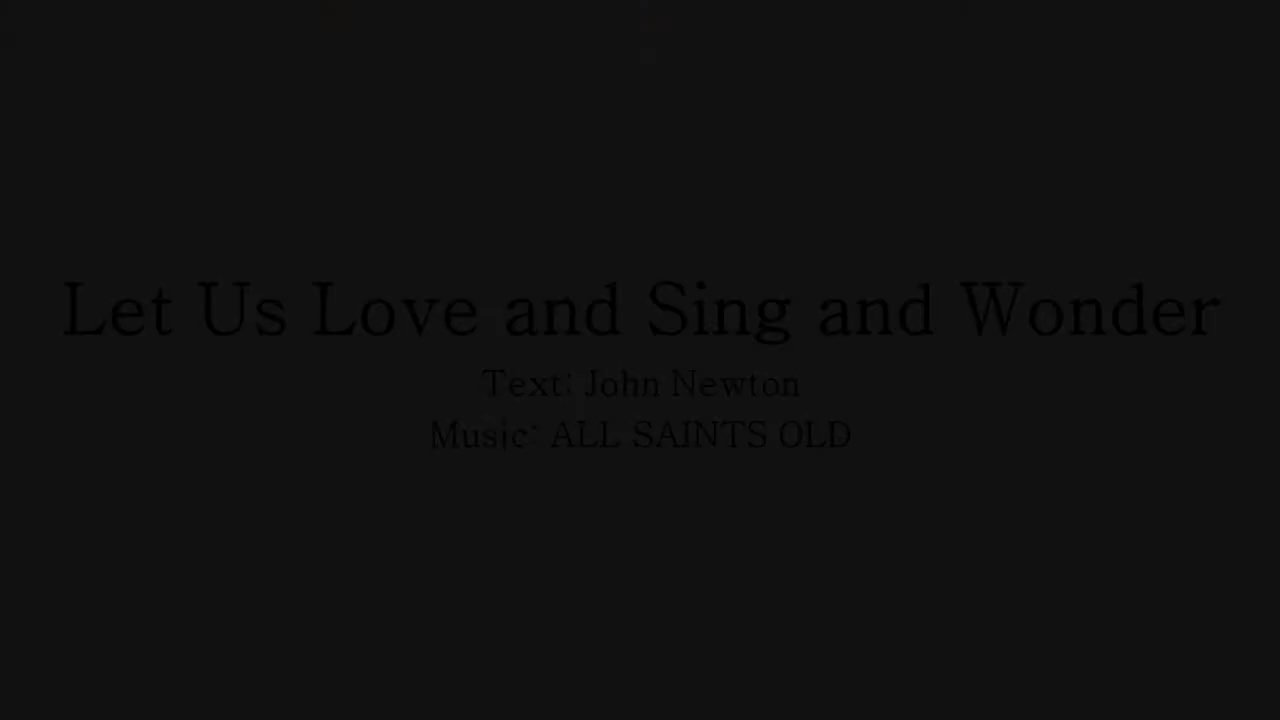 Let Us Love and Sing and Wonder
Text: John Newton
Music: ALL SAINTS OLD